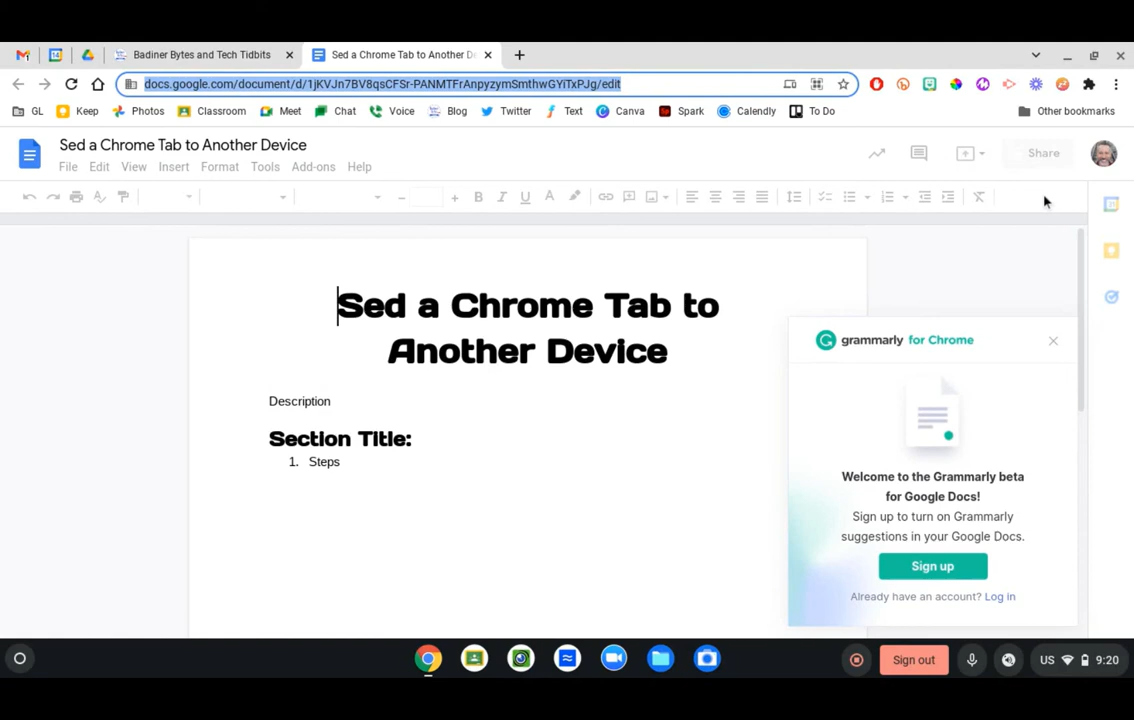 Badiner Bytes and Tech Tidbits
Sed a Chrome Tab to Another De
docs.google.com/document/d/1jKVJn7BV8qsCFSr-PANMTFrAnpyzymSmthwGYiTxPJg/edit
GL Keep Photos Classroom Meet Chat Voice Blog Twitter Text Canva Spark Calendly To Do Other bookmarks
Sed a Chrome Tab to Another Device
Share
File Edit View Insert Format Tools Add-ons Help
Sed a Chrome Tab to
Another Device
Description
Section Title:
1. Steps
grammarly for Chrome
Welcome to the Grammarly beta
for Google Docs!
Sign up to turn on Grammarly
suggestions in your Google Docs.
Sign up
Already have an account? Log in
Sign out
US 9:20